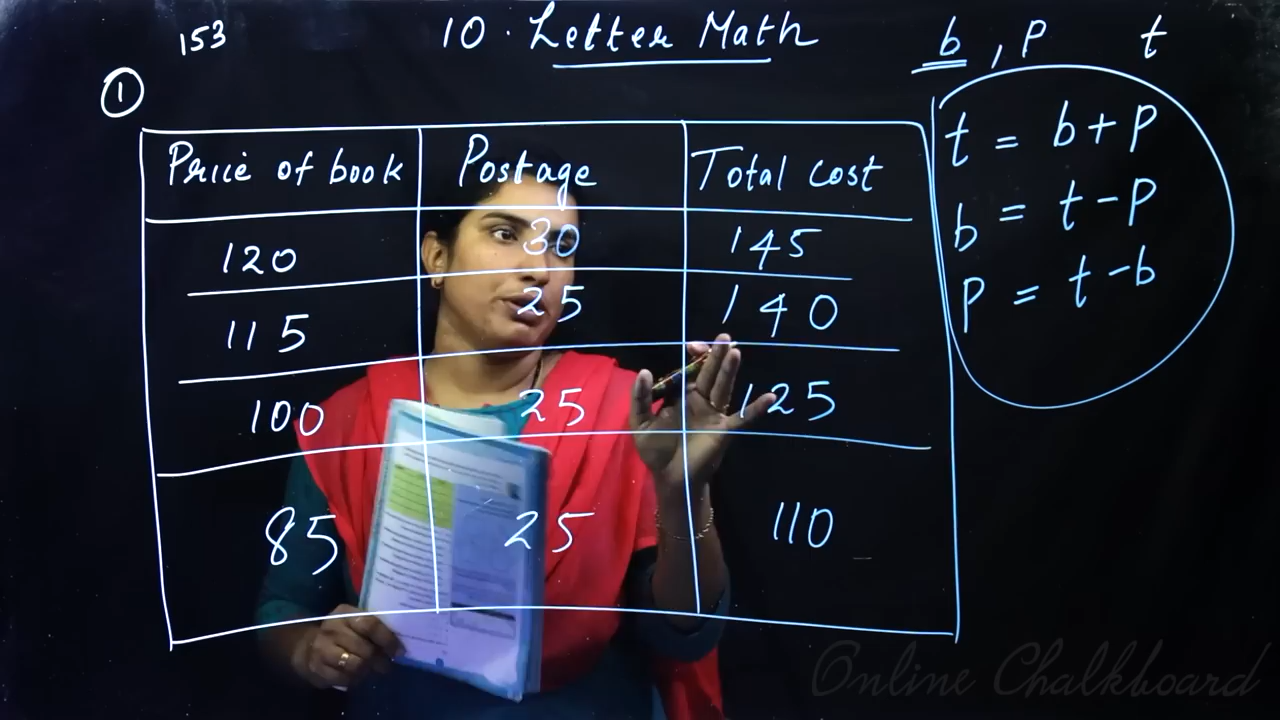 153 10. Letter Math b, p t
①
Price of book Postage Total cost
120 30 145
115 25 140
100 25 125
85 25 110
t = b+p
b = t-p
p = t-b
Online Chalkboard